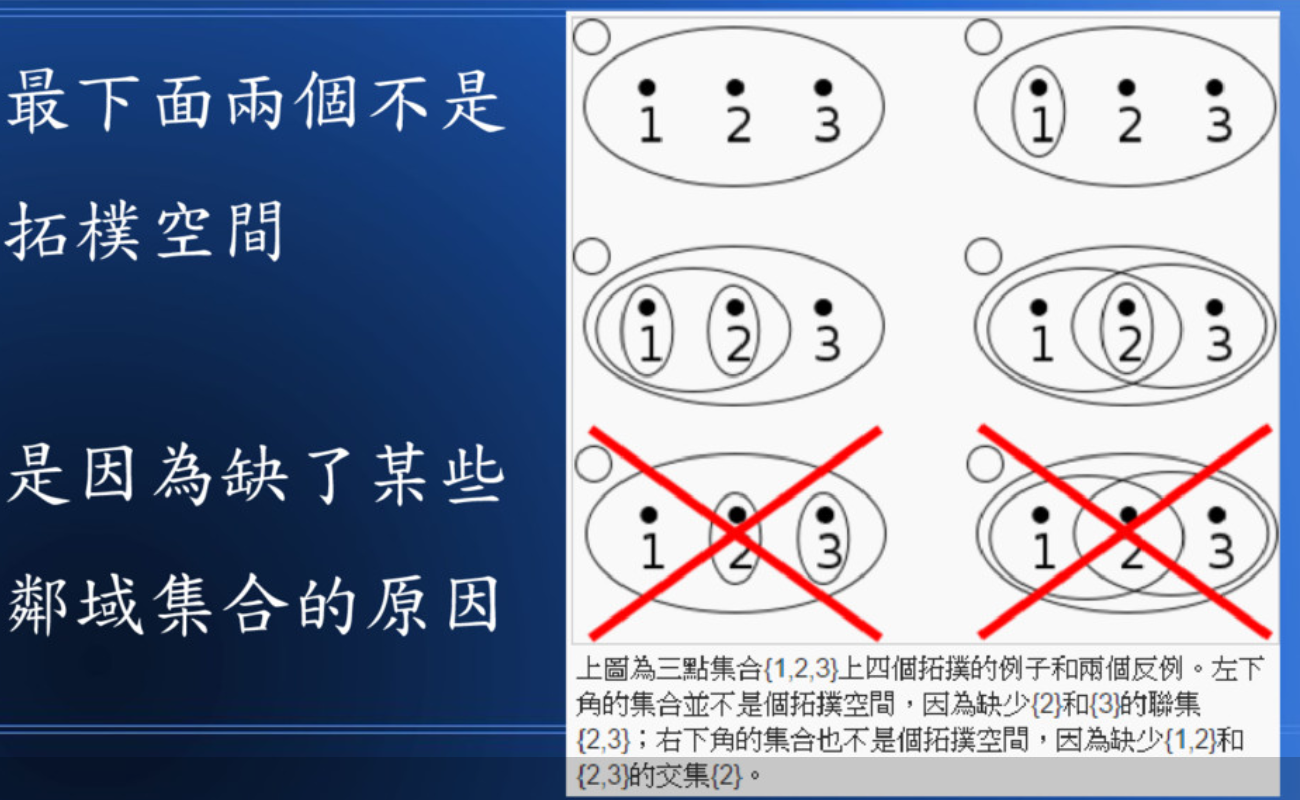 最下面兩個不是
拓樸空間
是因為缺了某些
鄰域集合的原因
1 2 3
1 2 3
1 2 3
1 2 3
1 2 3
1 2 3
上圖為三點集合{1,2,3}上四個拓撲的例子和兩個反例。左下
角的集合並不是個拓撲空間，因為缺少{2}和{3}的聯集
{2,3}；右下角的集合也不是個拓撲空間，因為缺少{1,2}和
{2,3}的交集{2}。